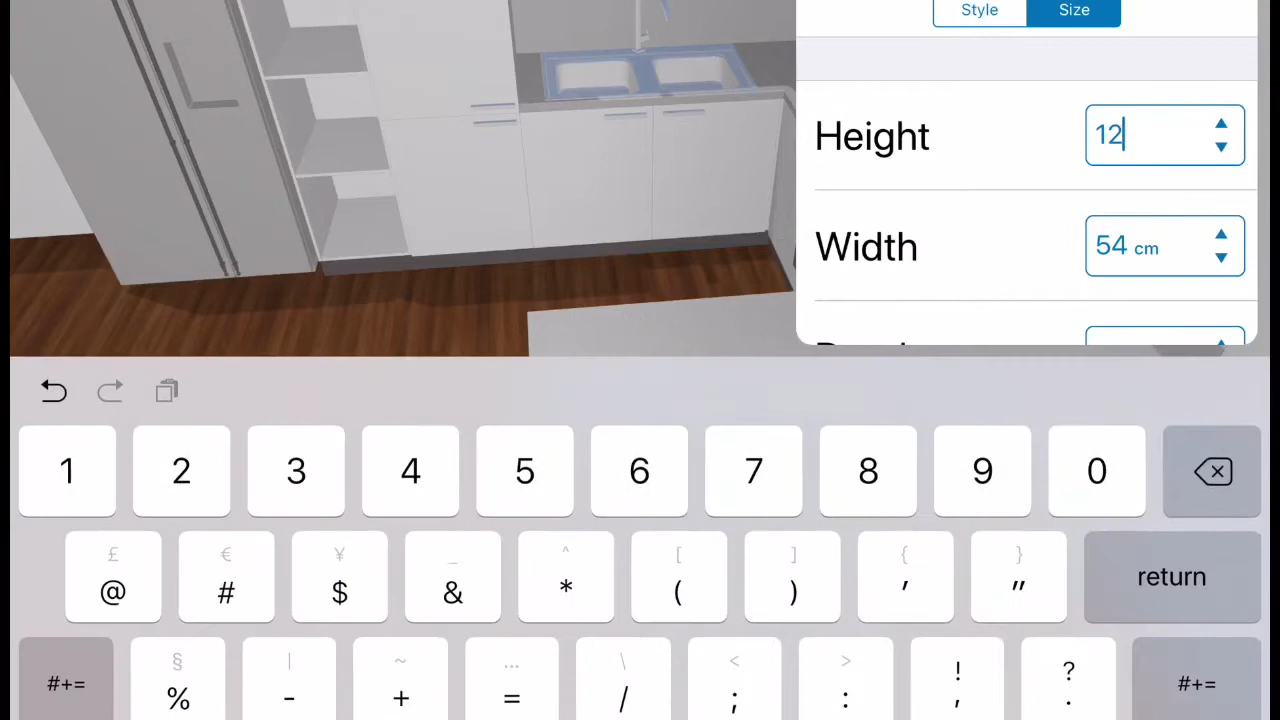 Style Size
Height 12
Width 54 cm
1 2 3 4 5 6 7 8 9 0
£ € ¥ _ ^ [ ] { }
@ # $ & * ( ) ' " return
§ | ~ ... \ < > ! ?
#+= % - + = / ; : , . #+=